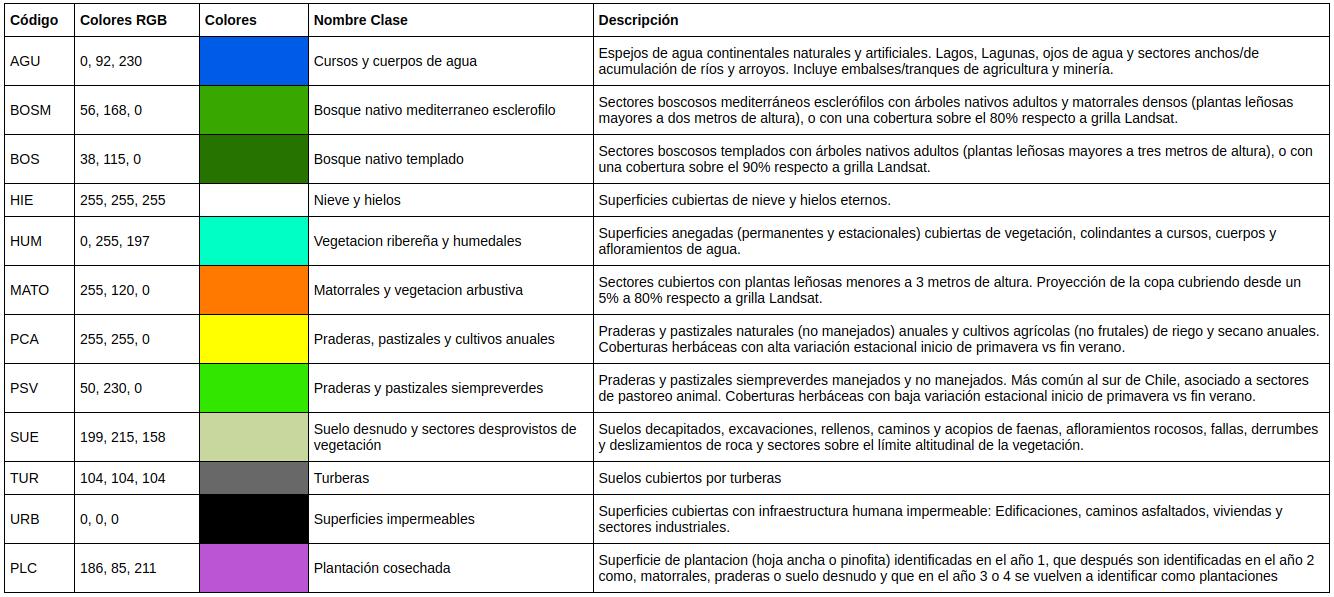 Código Colores RGB Colores Nombre Clase Descripción
AGU 0, 92, 230 Cursos y cuerpos de agua Espejos de agua continentales naturales y artificiales. Lagos, Lagunas, ojos de agua y sectores anchos/de
acumulación de ríos y arroyos. Incluye embalses/tranques de agricultura y minería.
BOSM 56, 168, 0 Bosque nativo mediterraneo esclerofilo Sectores boscosos mediterráneos esclerófilos con árboles nativos adultos y matorrales densos (plantas leñosas
mayores a dos metros de altura), o con una cobertura sobre el 80% respecto a grilla Landsat.
BOS 38, 115, 0 Bosque nativo templado Sectores boscosos templados con árboles nativos adultos (plantas leñosas mayores a tres metros de altura), o con
una cobertura sobre el 90% respecto a grilla Landsat.
HIE 255, 255, 255 Nieve y hielos Superficies cubiertas de nieve y hielos eternos.
HUM 0, 255, 197 Vegetacion ribereña y humedales Superficies anegadas (permanentes y estacionales) cubiertas de vegetación, colindantes a cursos, cuerpos y
afloramientos de agua.
MATO 255, 120, 0 Matorrales y vegetacion arbustiva Sectores cubiertos con plantas leñosas menores a 3 metros de altura. Proyección de la copa cubriendo desde un
5% a 80% respecto a grilla Landsat.
PCA 255, 255, 0 Praderas, pastizales y cultivos anuales Praderas y pastizales naturales (no manejados) anuales y cultivos agrícolas (no frutales) de riego y secano anuales.
Coberturas herbáceas con alta variación estacional inicio de primavera vs fin verano.
PSV 50, 230, 0 Praderas y pastizales siempreverdes Praderas y pastizales siempreverdes manejados y no manejados. Más común al sur de Chile, asociado a sectores
de pastoreo animal. Coberturas herbáceas con baja variación estacional inicio de primavera vs fin verano.
SUE 199, 215, 158 Suelo desnudo y sectores desprovistos de
vegetación
Suelos decapitados, excavaciones, rellenos, caminos y acopios de faenas, afloramientos rocosos, fallas, derrumbes
y deslizamientos de roca y sectores sobre el límite altitudinal de la vegetación.
TUR 104, 104, 104 Turberas Suelos cubiertos por turberas
URB 0, 0, 0 Superficies impermeables Superficies cubiertas con infraestructura humana impermeable: Edificaciones, caminos asfaltados, viviendas y
sectores industriales.
PLC 186, 85, 211 Plantación cosechada Superficie de plantacion (hoja ancha o pinofita) identificadas en el año 1, que después son identificadas en el año 2
como, matorrales, praderas o suelo desnudo y que en el año 3 o 4 se vuelven a identificar como plantaciones